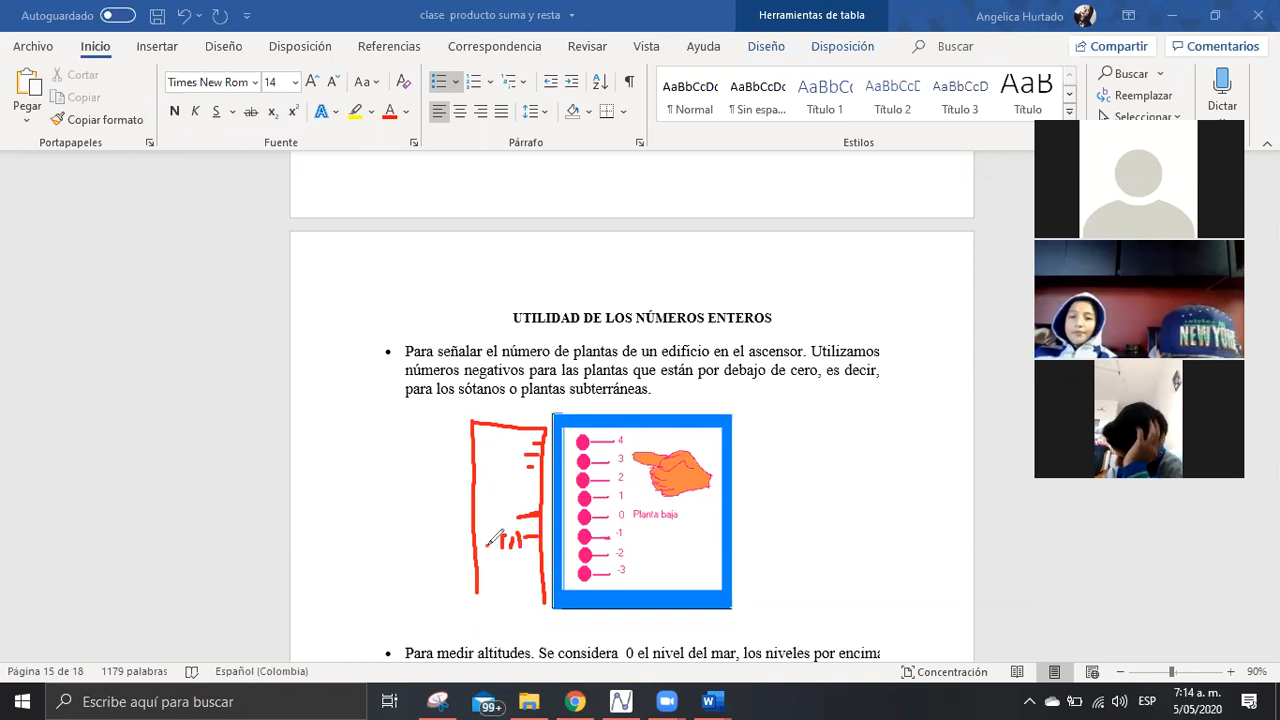 Autoguardado
clase producto suma y resta
Herramientas de tabla
Angelica Hurtado
Archivo Inicio Insertar Diseño Disposición Referencias Correspondencia Revisar Vista Ayuda Diseño Disposición Buscar Compartir Comentarios
Pegar
Cortar
Copiar
Copiar formato
Portapapeles
Times New Rom 14
N K S ab x₂ x²
Fuente
Párrafo
AaBbCcDc AaBbCcDc AaBbCc AaBbCcD AaBbCcD AaB
¶ Normal ¶ Sin espa... Título 1 Título 2 Título 3 Título
Estilos
Buscar
Reemplazar
Seleccionar
Dictar
NEW YORK
UTILIDAD DE LOS NÚMEROS ENTEROS
• Para señalar el número de plantas de un edificio en el ascensor. Utilizamos
números negativos para las plantas que están por debajo de cero, es decir,
para los sótanos o plantas subterráneas.
4
3
2
1
0 Planta baja
-1
-2
-3
• Para medir altitudes. Se considera 0 el nivel del mar, los niveles por encima
Página 15 de 18 1179 palabras Español (Colombia) Concentración 90%
Escribe aquí para buscar
99+
ESP
7:14 a. m.
5/05/2020